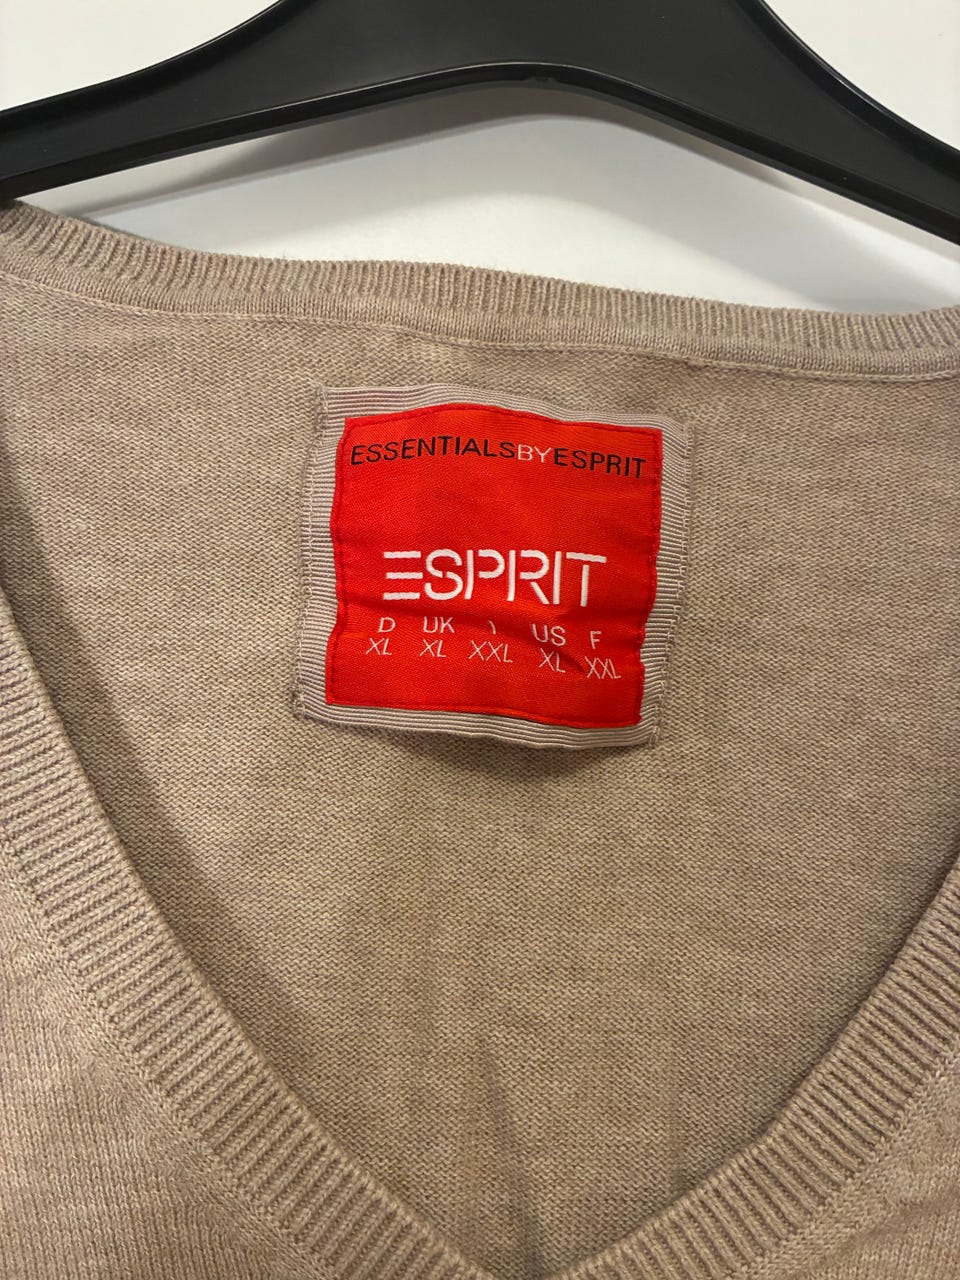 ESSENTIALSBYESPRIT
ESPRIT
D UK I US F
XL XL XXL XL XXL